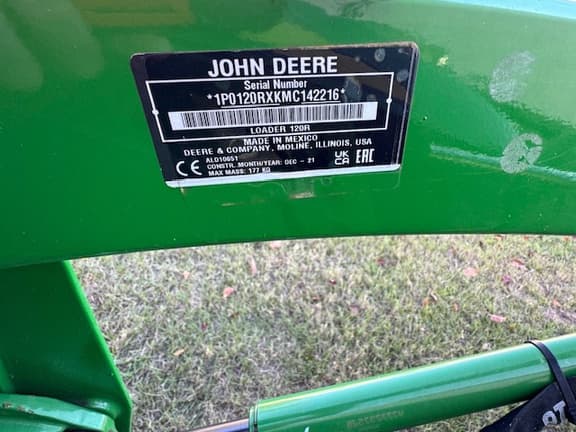 JOHN DEERE
Serial Number
*1P0120RXKMC142216*
LOADER 120R
MADE IN MEXICO
DEERE & COMPANY, MOLINE, ILLINOIS, USA
CE AL010651 UK CA EAC
CONSTR. MONTH/YEAR: DEC - 21
MAX MASS: 177 KG